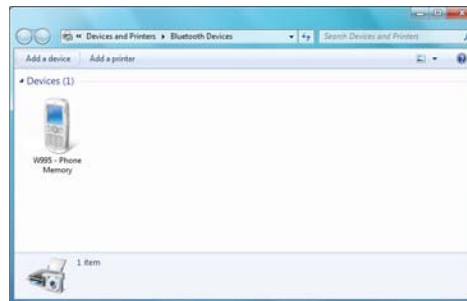 « Devices and Printers ▸ Bluetooth Devices
Search Devices and Printers
Add a device Add a printer
Devices (1)
W995 - Phone
Memory
1 item